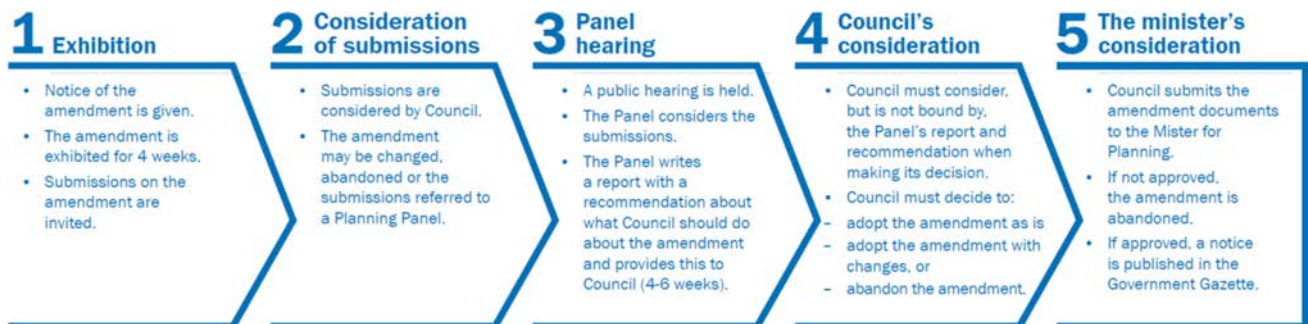 1 Exhibition
• Notice of the
amendment is given.
• The amendment is
exhibited for 4 weeks.
• Submissions on the
amendment are
invited.
2 Consideration
of submissions
• Submissions are
considered by Council.
• The amendment
may be changed,
abandoned or the
submissions referred to
a Planning Panel.
3 Panel
hearing
• A public hearing is held.
• The Panel considers the
submissions.
• The Panel writes
a report with a
recommendation about
what Council should do
about the amendment
and provides this to
Council (4-6 weeks).
4 Council's
consideration
• Council must consider,
but is not bound by,
the Panel's report and
recommendation when
making its decision.
• Council must decide to:
– adopt the amendment as is
– adopt the amendment with
changes, or
– abandon the amendment.
5 The minister's
consideration
• Council submits the
amendment documents
to the Mister for
Planning.
• If not approved,
the amendment is
abandoned.
• If approved, a notice
is published in the
Government Gazette.